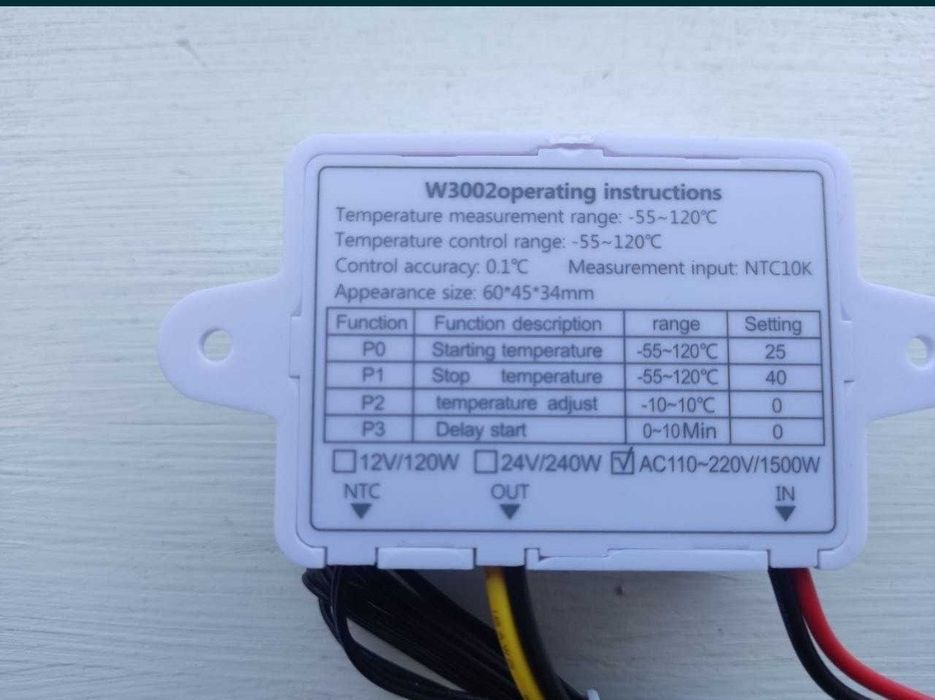 W3002operating instructions
Temperature measurement range: -55~120℃
Temperature control range: -55~120℃
Control accuracy: 0.1℃ Measurement input: NTC10K
Appearance size: 60*45*34mm
Function Function description range Setting
P0 Starting temperature -55~120℃ 25
P1 Stop temperature -55~120℃ 40
P2 temperature adjust -10~10℃ 0
P3 Delay start 0~10Min 0
☐12V/120W ☐24V/240W ☑AC110~220V/1500W
NTC OUT IN
▼ ▼ ▼